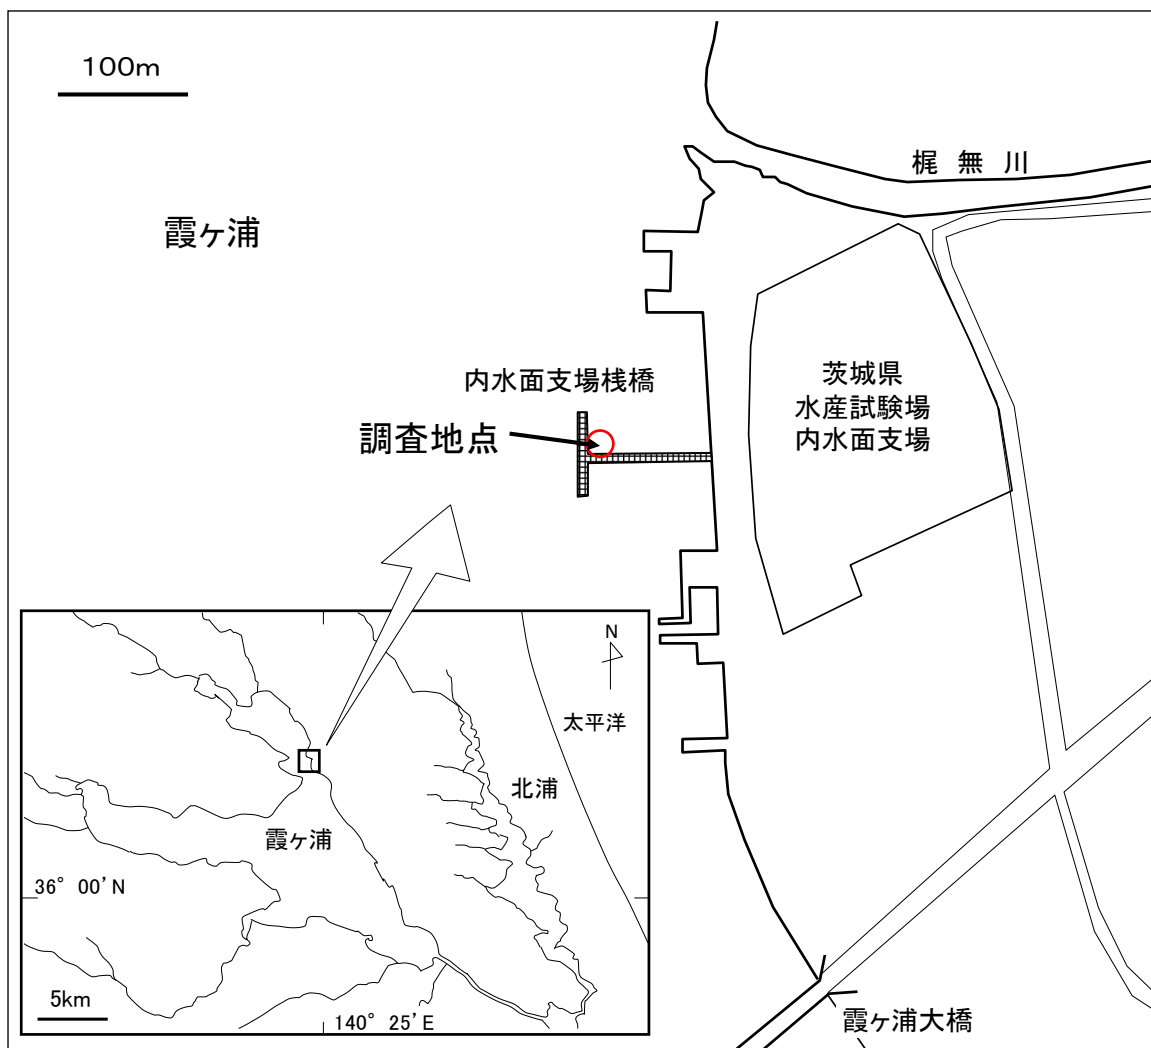 100m
梶無川
霞ヶ浦
内水面支場桟橋
調査地点
茨城県
水産試験場
内水面支場
N
太平洋
北浦
霞ヶ浦
36° 00'N
5km
140° 25'E
霞ヶ浦大橋